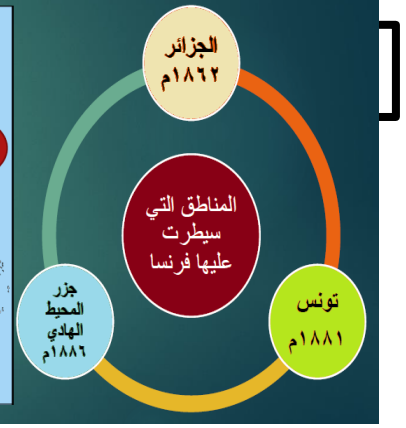 الجزائر
١٨٦٢م
المناطق التي
سيطرت
عليها فرنسا
تونس
١٨٨١م
جزر
المحيط
الهادي
١٨٨٦م